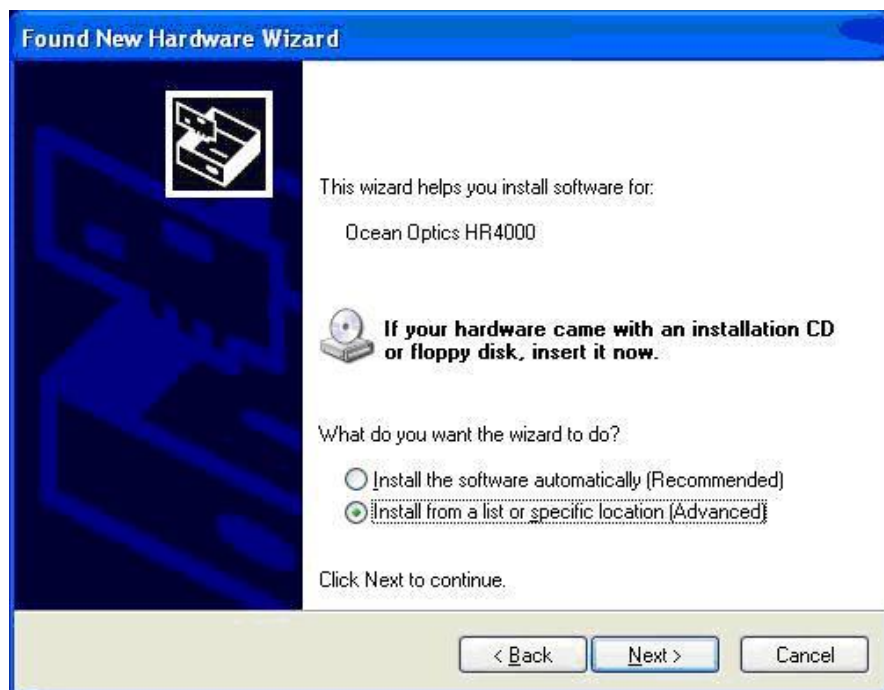 Found New Hardware Wizard
This wizard helps you install software for:
Ocean Optics HR4000
If your hardware came with an installation CD
or floppy disk, insert it now.
What do you want the wizard to do?
Install the software automatically (Recommended)
Install from a list or specific location (Advanced)
Click Next to continue.
< Back Next > Cancel